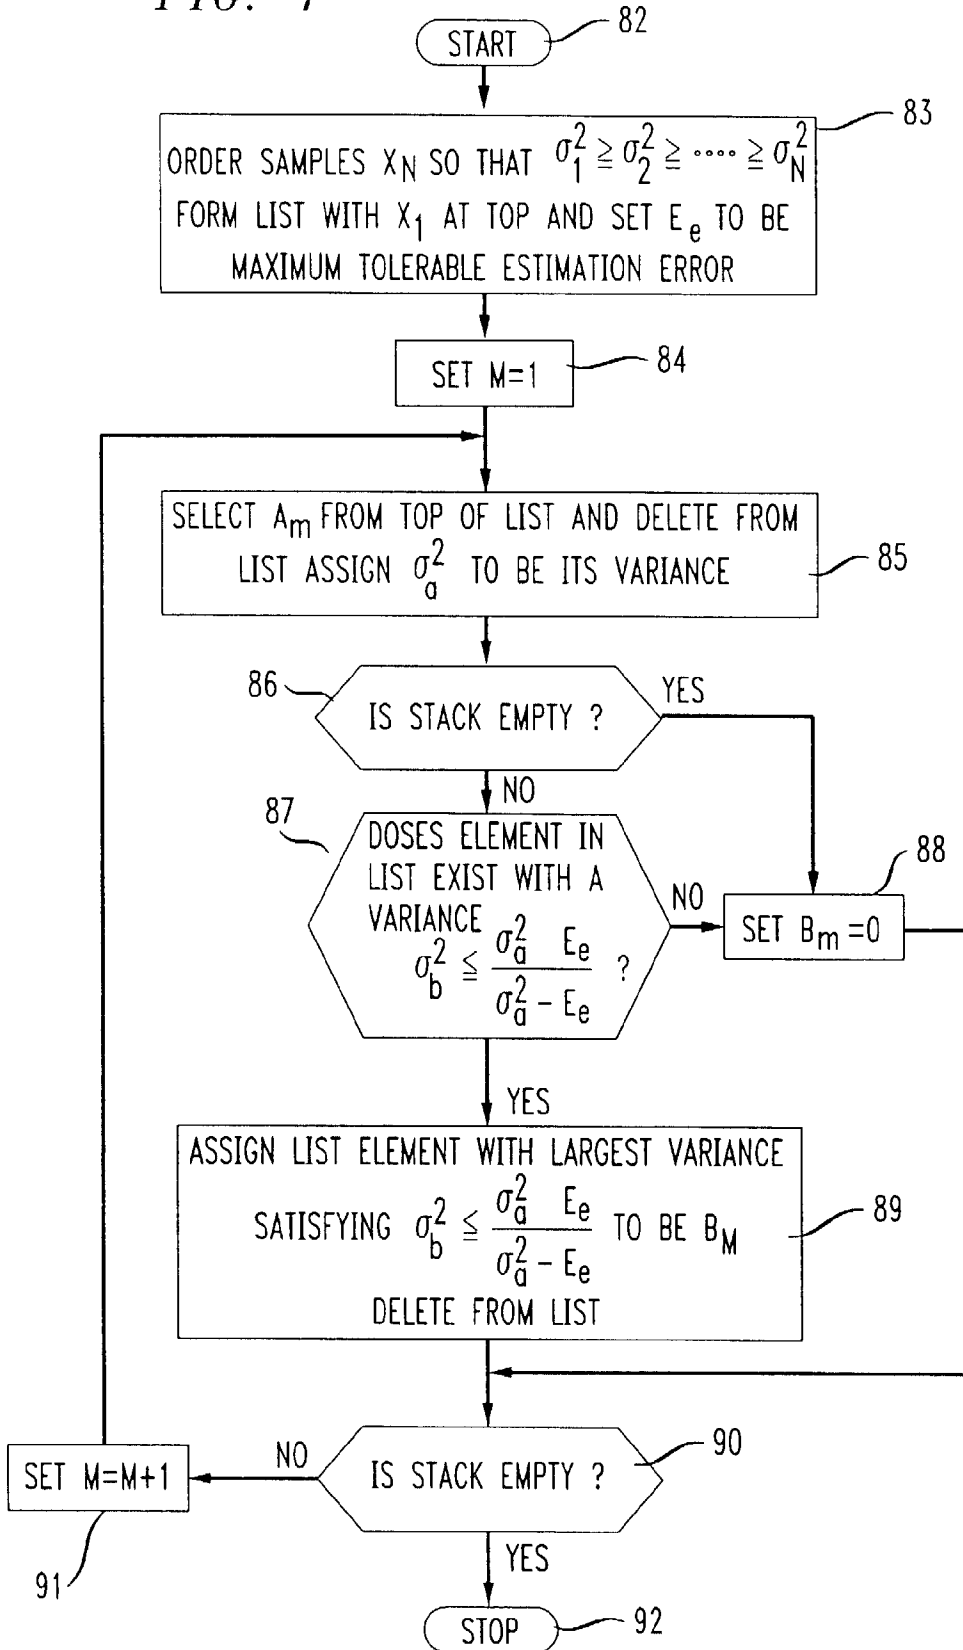 START
82
83
ORDER SAMPLES X_N SO THAT σ_1^2 ≧ σ_2^2 ≧ ····· ≧ σ_N^2
FORM LIST WITH X_1 AT TOP AND SET E_e TO BE
MAXIMUM TOLERABLE ESTIMATION ERROR
SET M=1
84
SELECT A_m FROM TOP OF LIST AND DELETE FROM
LIST ASSIGN σ_a^2 TO BE ITS VARIANCE
85
86
IS STACK EMPTY ?
YES
NO
87
DOSES ELEMENT IN
LIST EXIST WITH A
VARIANCE
σ_b^2 ≦ σ_a^2 E_e / σ_a^2 - E_e ?
NO
88
SET B_m =0
YES
ASSIGN LIST ELEMENT WITH LARGEST VARIANCE
SATISFYING σ_b^2 ≦ σ_a^2 E_e / σ_a^2 - E_e TO BE B_M
DELETE FROM LIST
89
90
IS STACK EMPTY ?
NO
SET M=M+1
91
YES
STOP
92